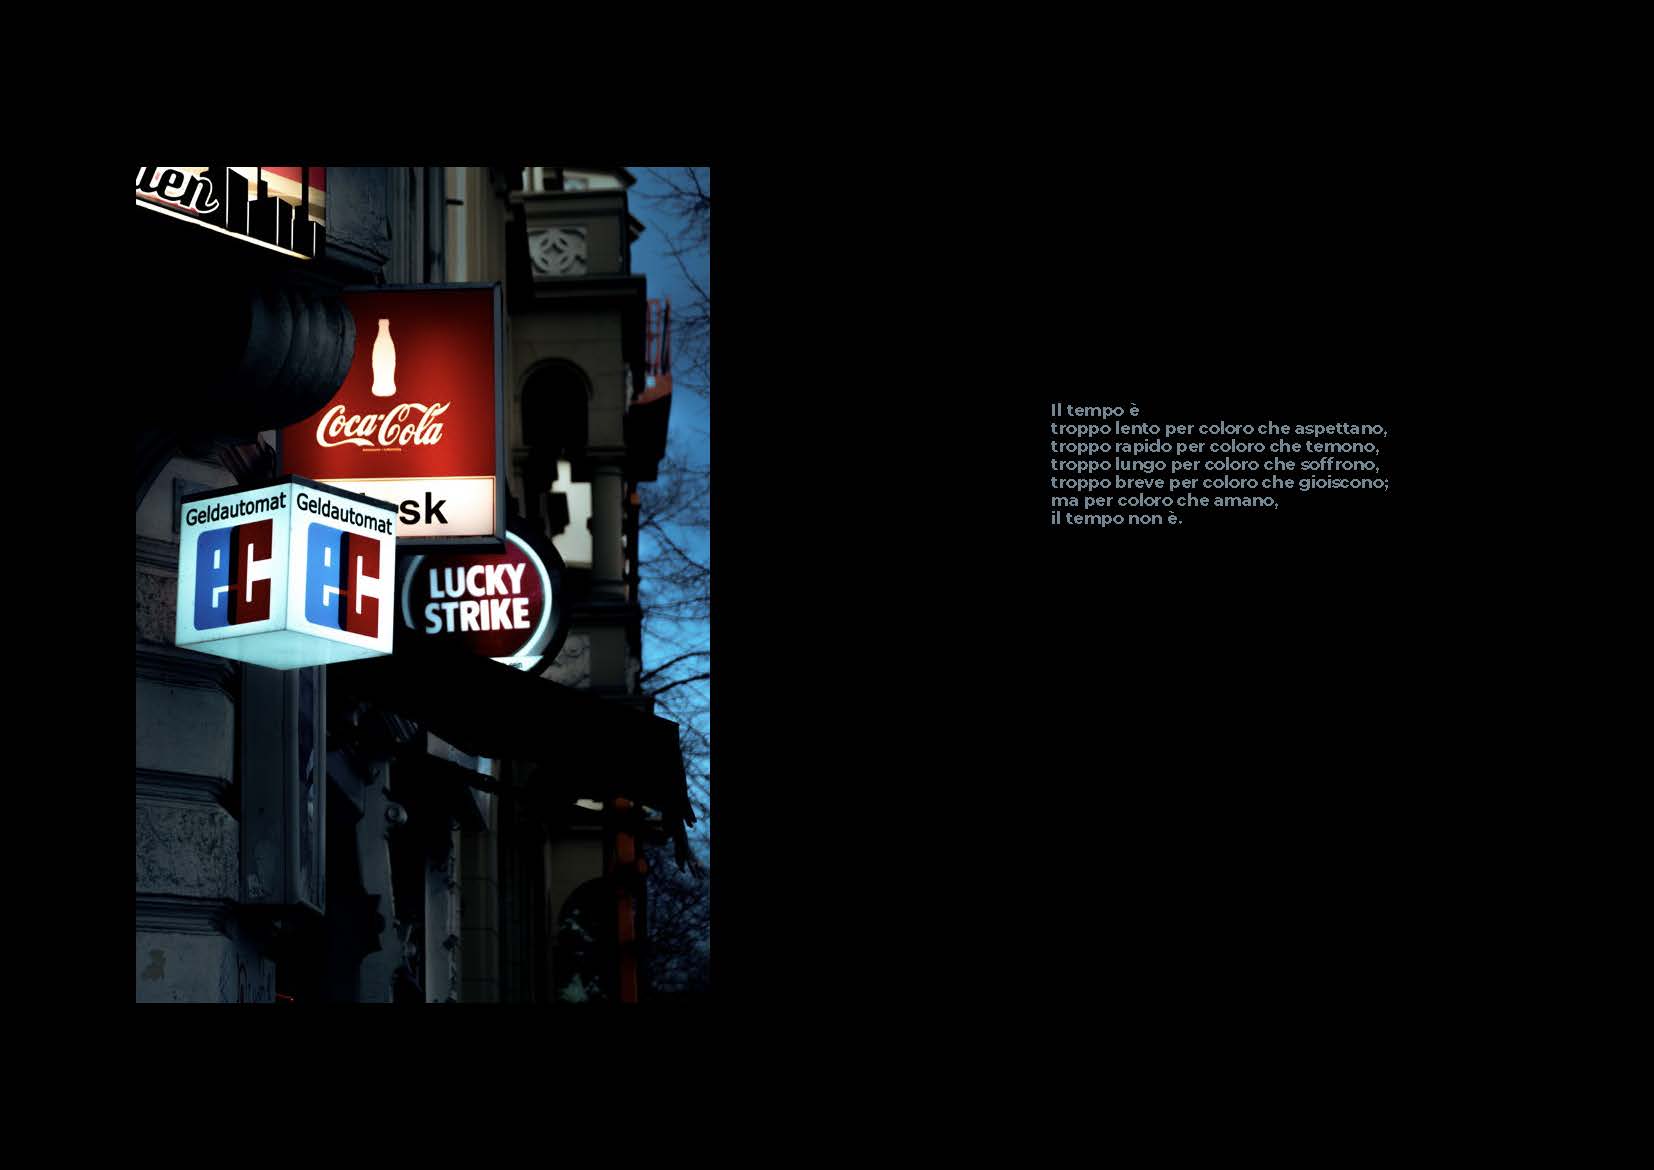 Coca-Cola
sk
Geldautomat
Geldautomat
ec
ec
LUCKY
STRIKE
Il tempo è
troppo lento per coloro che aspettano,
troppo rapido per coloro che temono,
troppo lungo per coloro che soffrono,
troppo breve per coloro che gioiscono;
ma per coloro che amano,
il tempo non è.